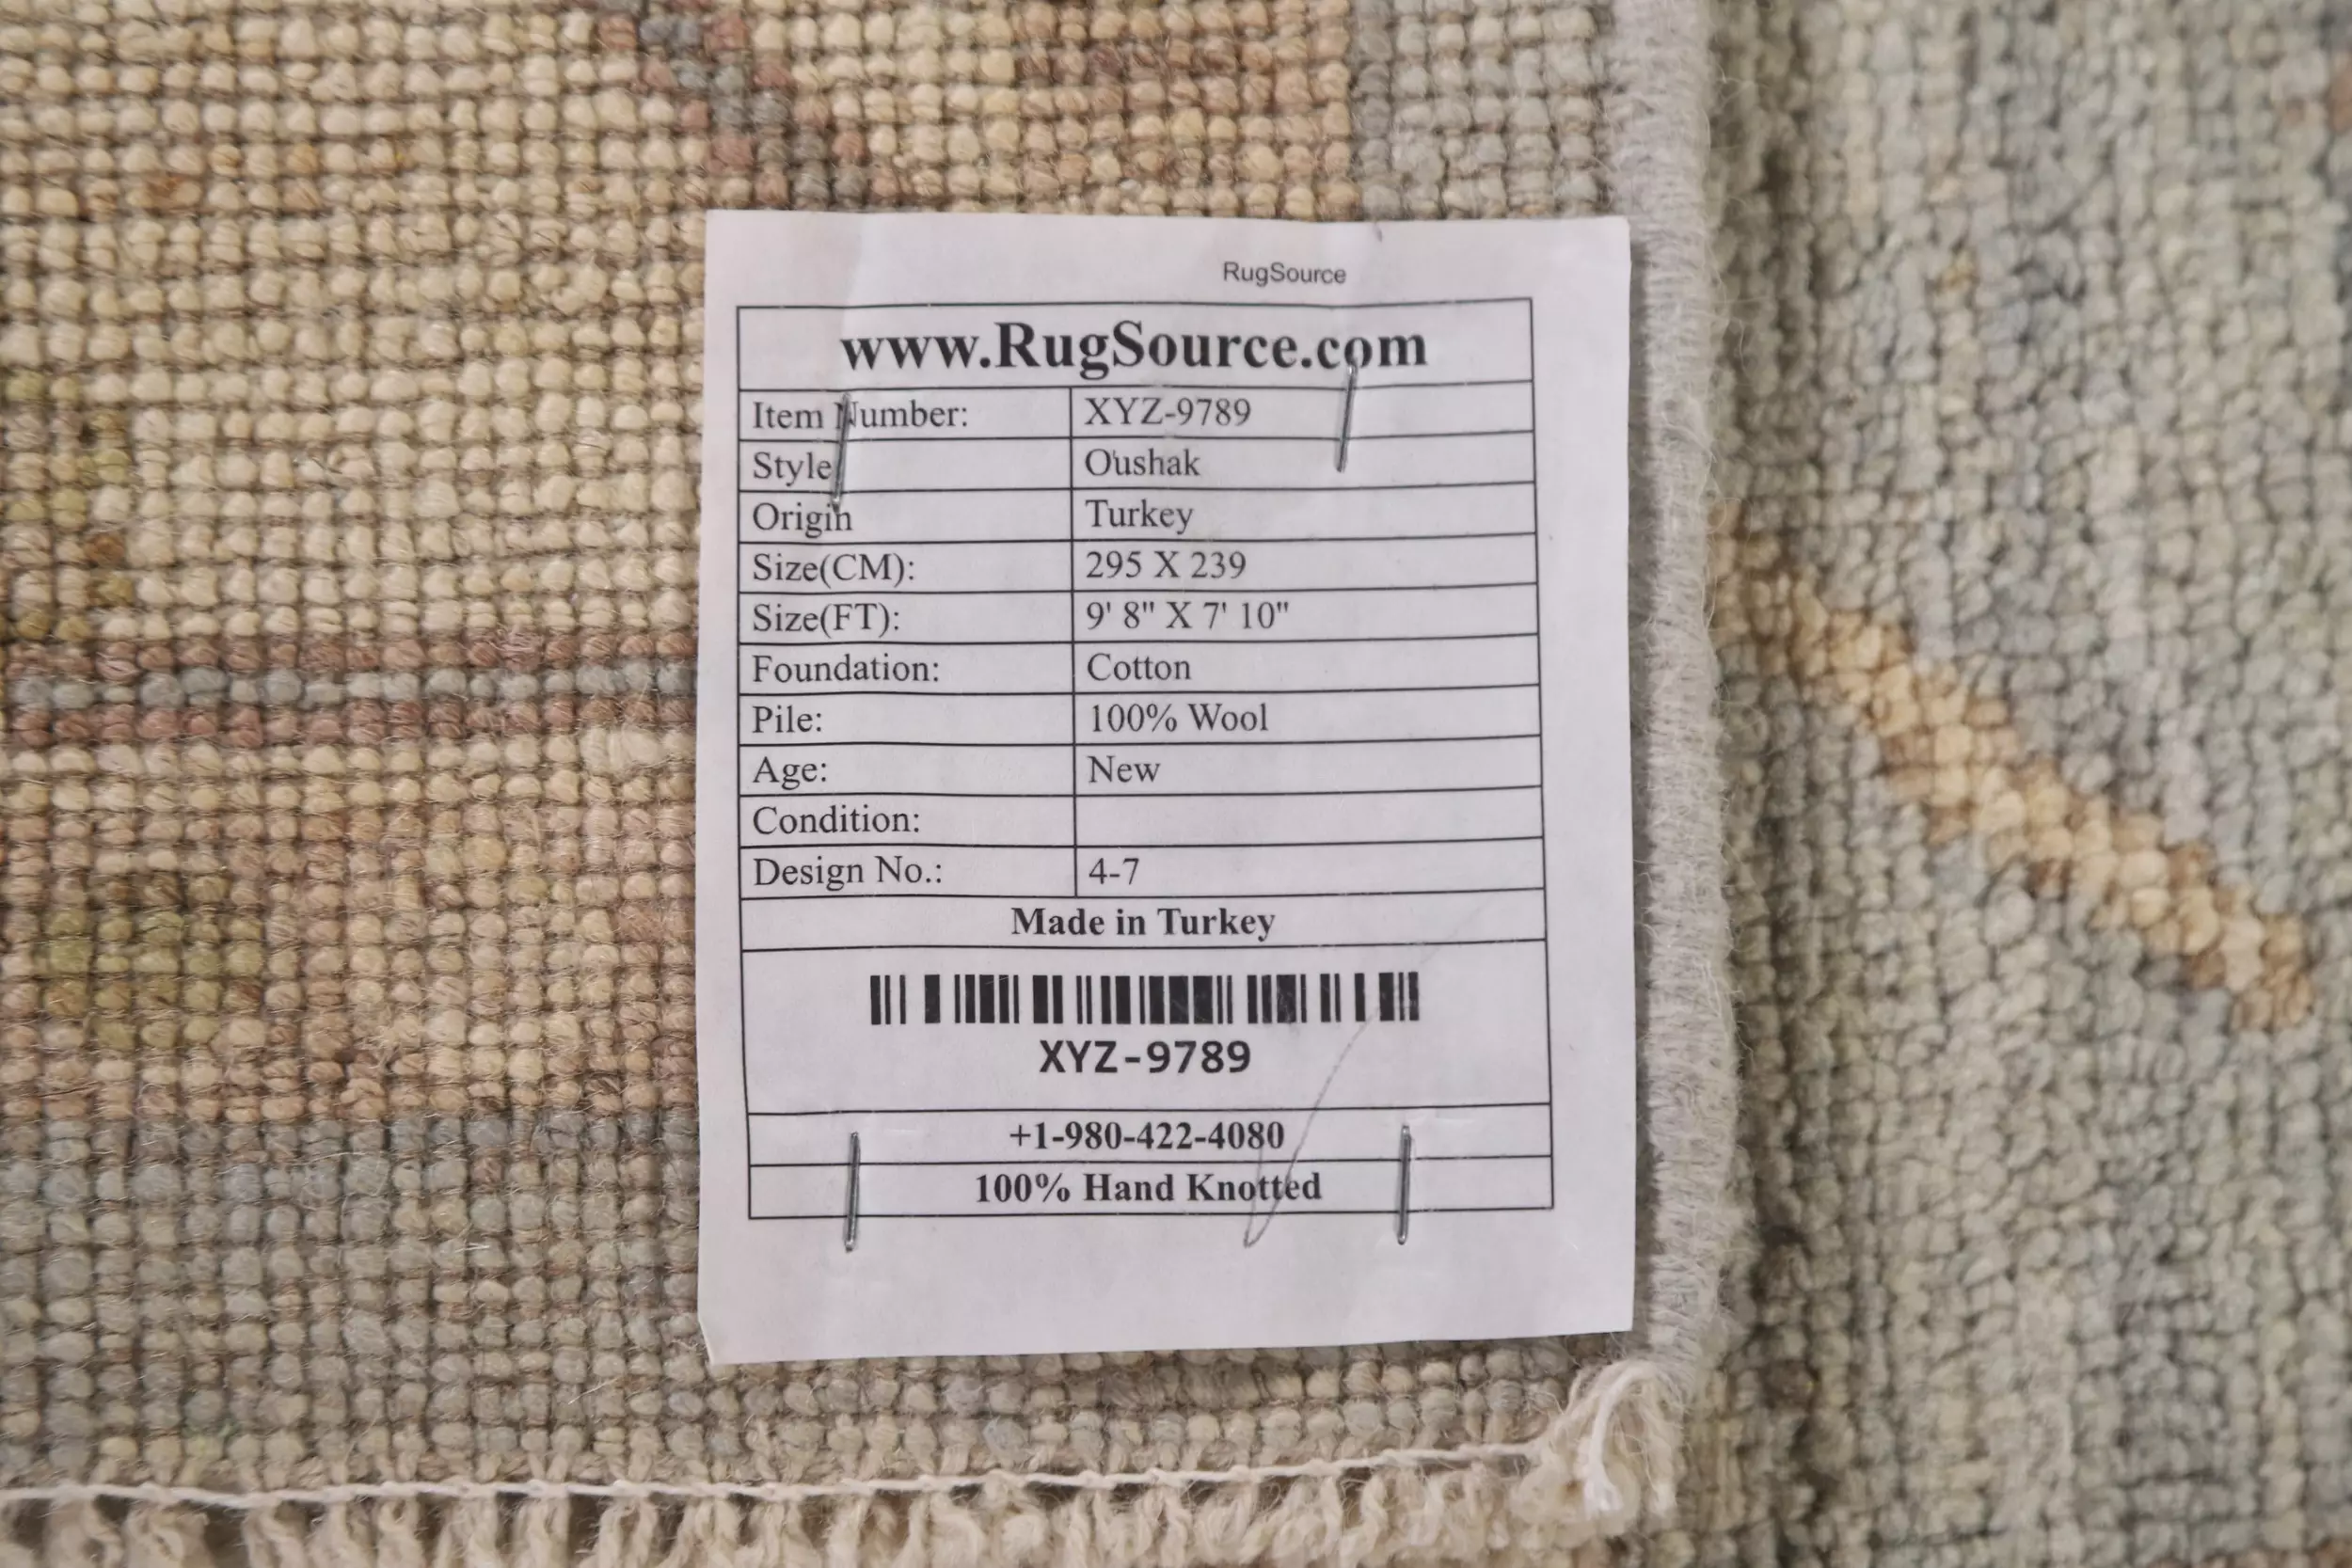 RugSource
www.RugSource.com
Item Number: XYZ-9789
Style Oushak
Origin Turkey
Size(CM): 295 X 239
Size(FT): 9' 8" X 7' 10"
Foundation: Cotton
Pile: 100% Wool
Age: New
Condition:
Design No.: 4-7
Made in Turkey
XYZ-9789
+1-980-422-4080
100% Hand Knotted